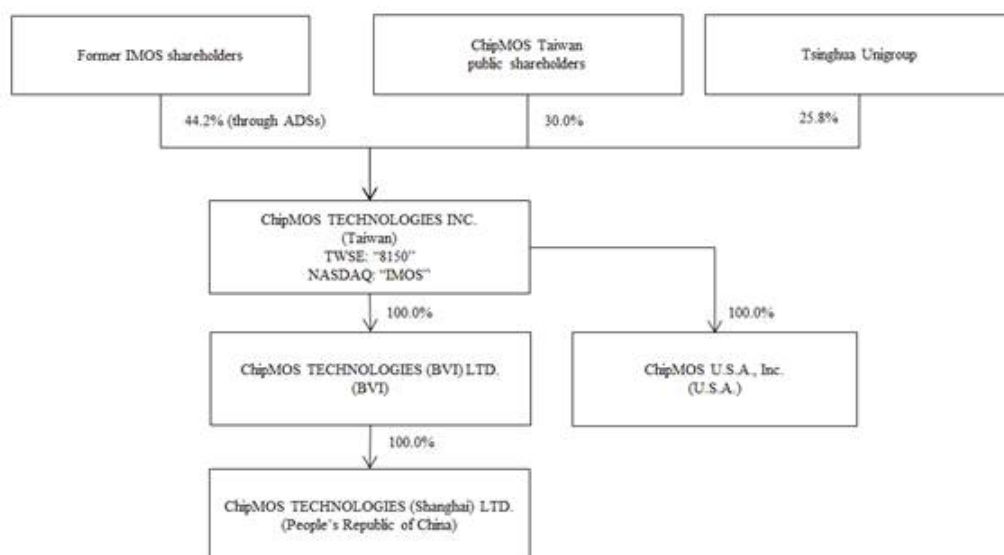 Former IMOS shareholders
ChipMOS Taiwan
public shareholders
Tsinghua Unigroup
44.2% (through ADSs)
30.0%
25.8%
ChipMOS TECHNOLOGIES INC.
(Taiwan)
TWSE: “8150”
NASDAQ: “IMOS”
100.0%
100.0%
ChipMOS TECHNOLOGIES (BVI) LTD.
(BVI)
ChipMOS U.S.A., Inc.
(U.S.A.)
100.0%
ChipMOS TECHNOLOGIES (Shanghai) LTD.
(People’s Republic of China)